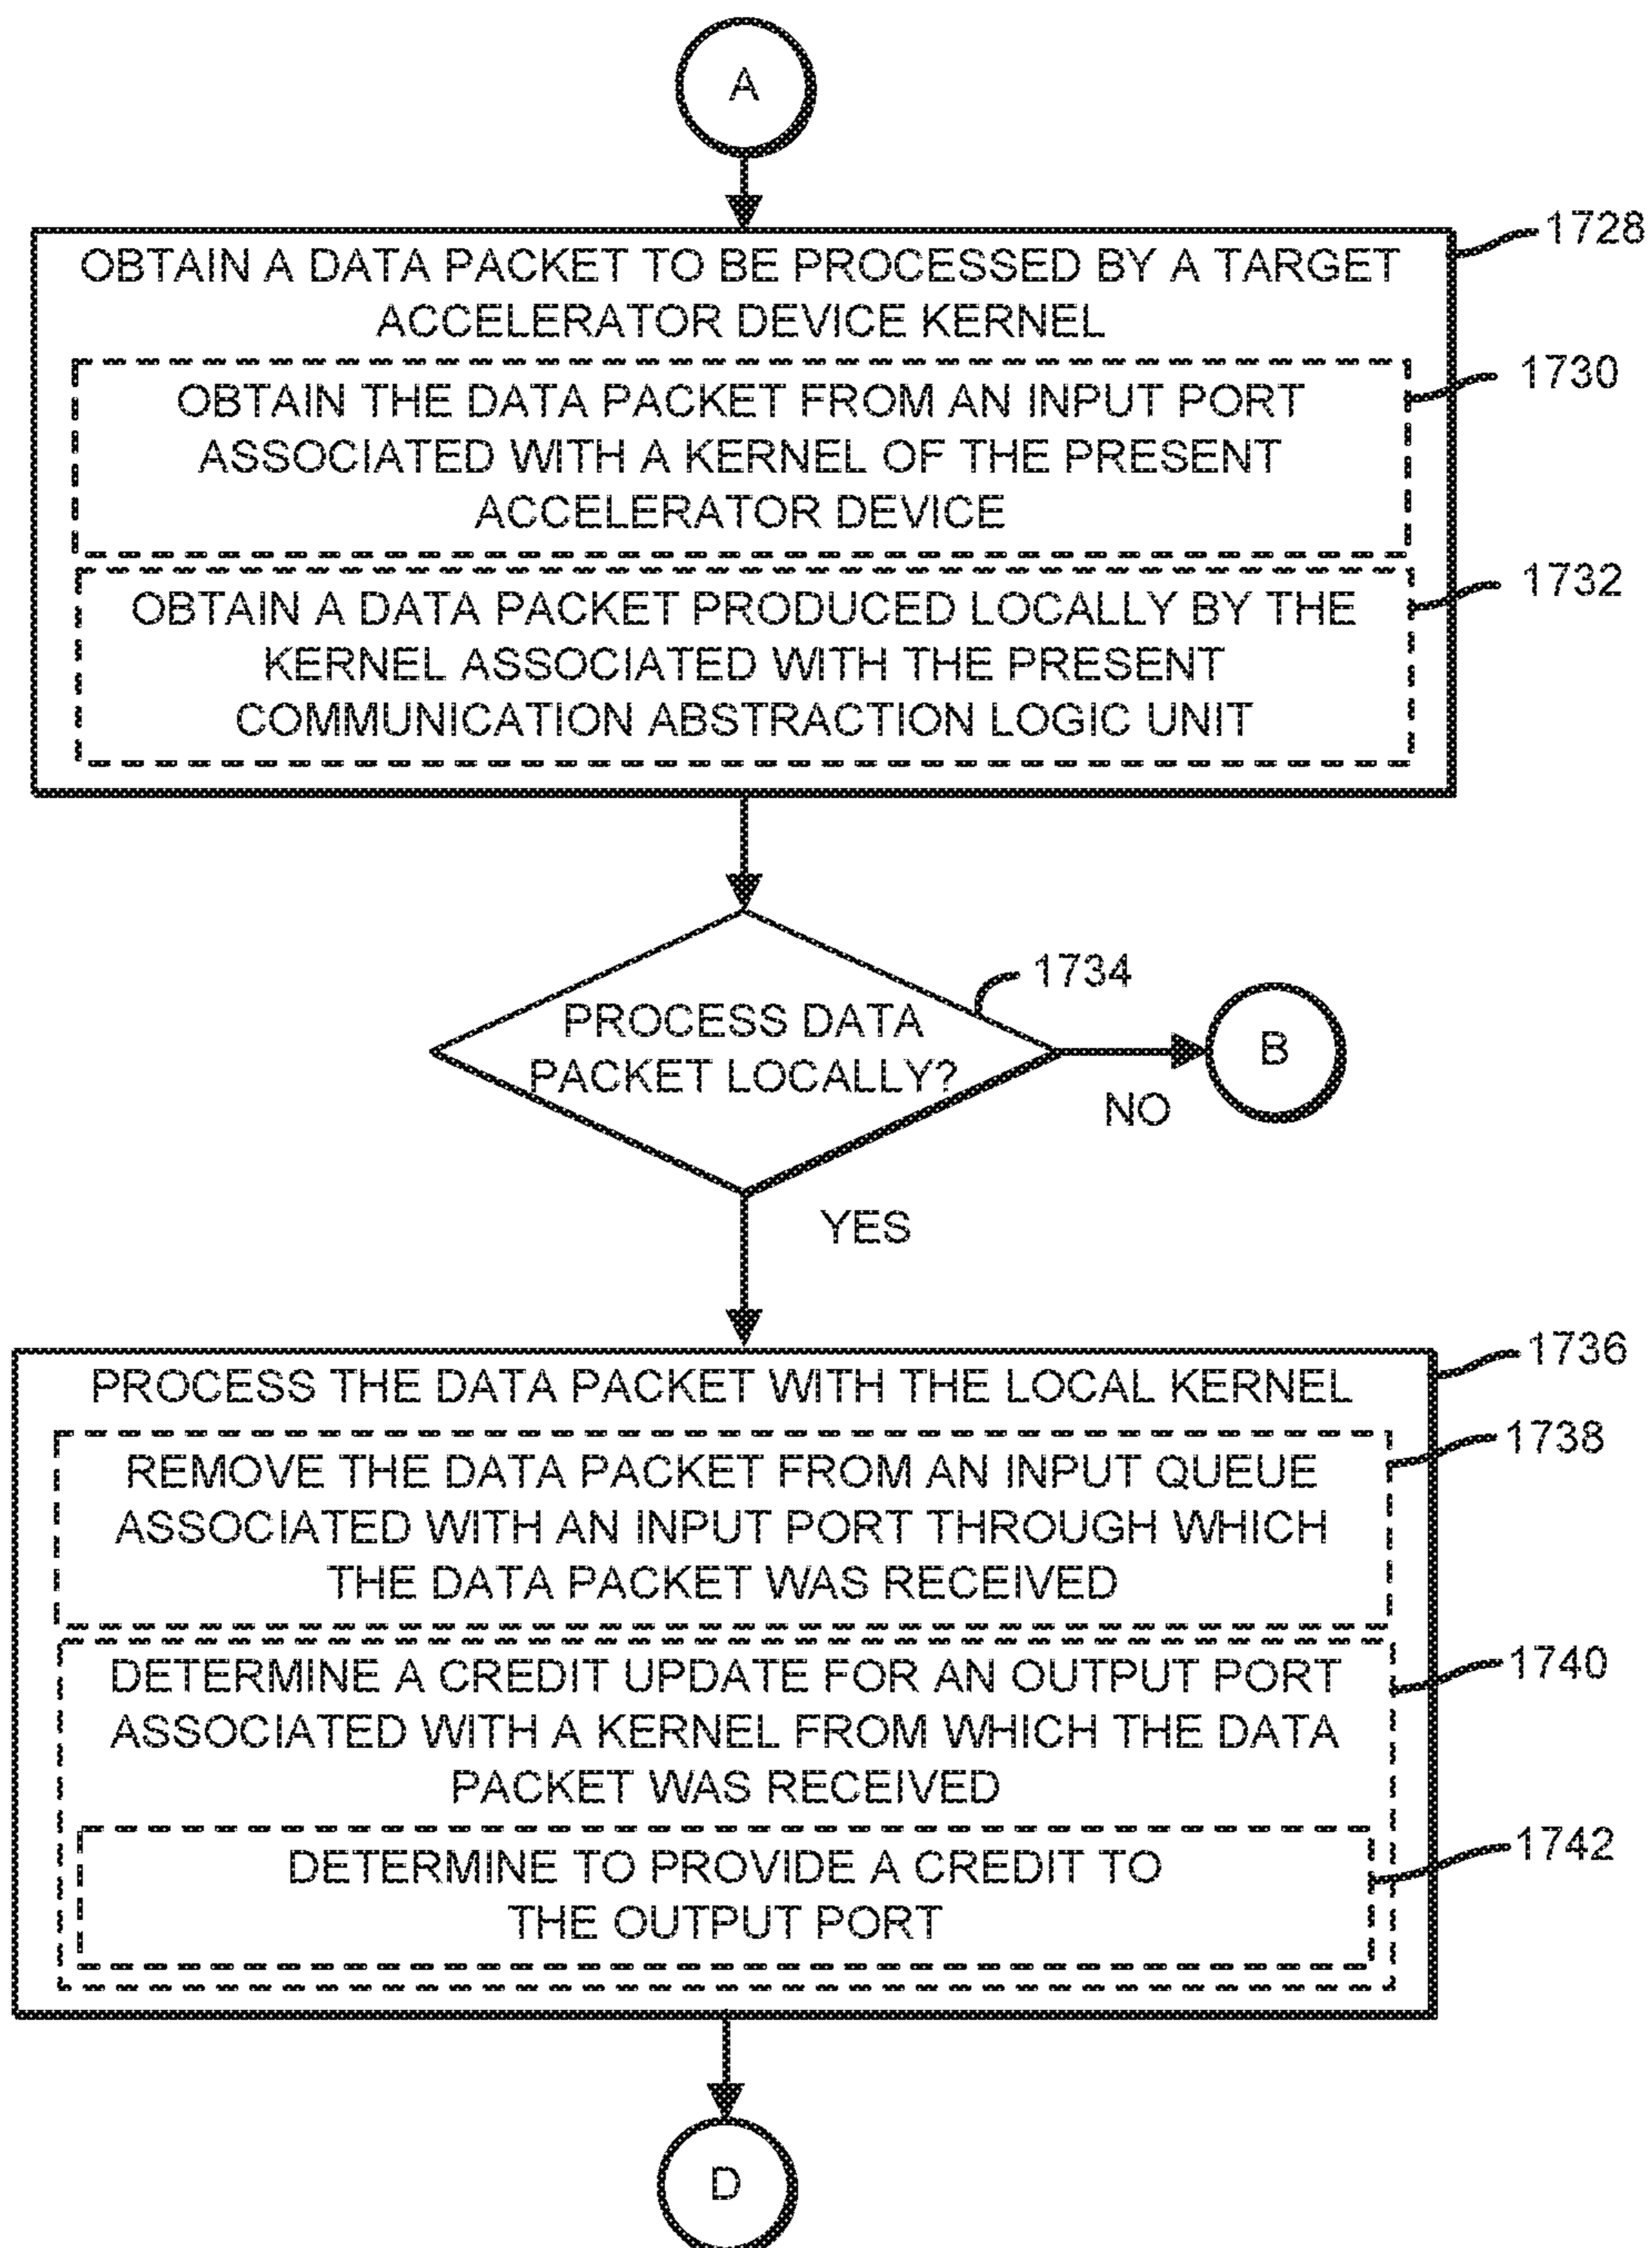 A
OBTAIN A DATA PACKET TO BE PROCESSED BY A TARGET
ACCELERATOR DEVICE KERNEL
1728
OBTAIN THE DATA PACKET FROM AN INPUT PORT
ASSOCIATED WITH A KERNEL OF THE PRESENT
ACCELERATOR DEVICE
1730
OBTAIN A DATA PACKET PRODUCED LOCALLY BY THE
KERNEL ASSOCIATED WITH THE PRESENT
COMMUNICATION ABSTRACTION LOGIC UNIT
1732
PROCESS DATA
PACKET LOCALLY?
1734
NO
B
YES
PROCESS THE DATA PACKET WITH THE LOCAL KERNEL
1736
REMOVE THE DATA PACKET FROM AN INPUT QUEUE
ASSOCIATED WITH AN INPUT PORT THROUGH WHICH
THE DATA PACKET WAS RECEIVED
1738
DETERMINE A CREDIT UPDATE FOR AN OUTPUT PORT
ASSOCIATED WITH A KERNEL FROM WHICH THE DATA
PACKET WAS RECEIVED
1740
DETERMINE TO PROVIDE A CREDIT TO
THE OUTPUT PORT
1742
D